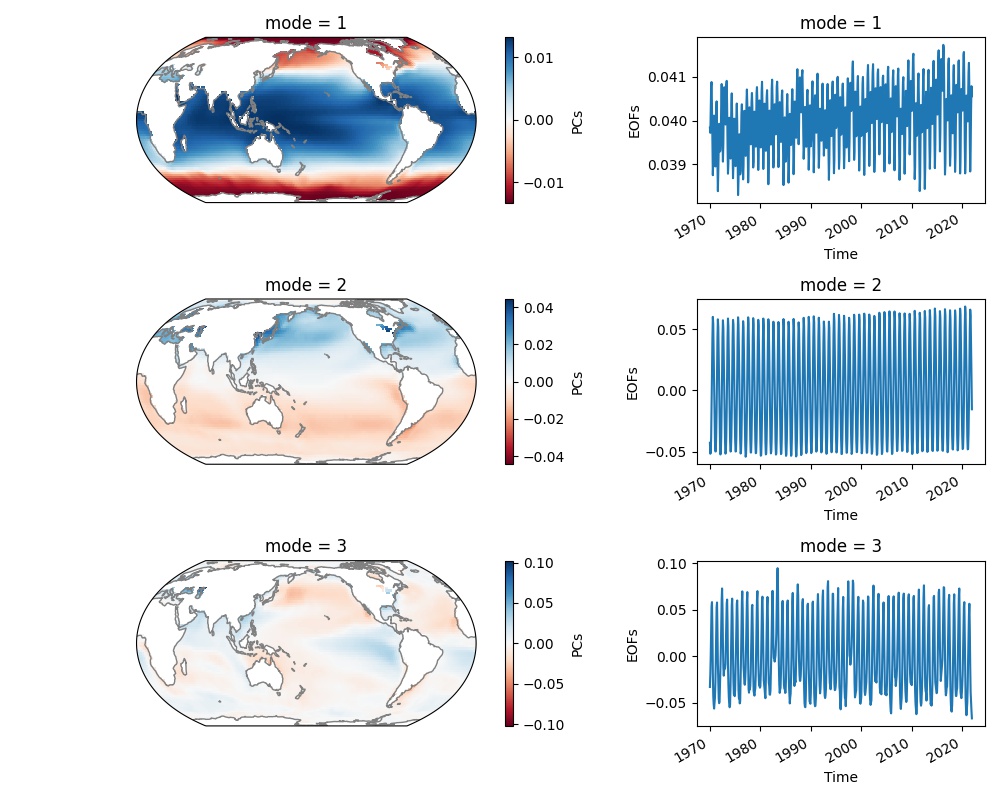 mode = 1
0.01
0.00
−0.01
PCs
mode = 1
0.041
0.040
0.039
EOFs
1970
1980
1990
2000
2010
2020
Time
mode = 2
0.04
0.02
0.00
−0.02
−0.04
PCs
mode = 2
0.05
0.00
−0.05
EOFs
1970
1980
1990
2000
2010
2020
Time
mode = 3
0.10
0.05
0.00
−0.05
−0.10
PCs
mode = 3
0.10
0.05
0.00
−0.05
EOFs
1970
1980
1990
2000
2010
2020
Time